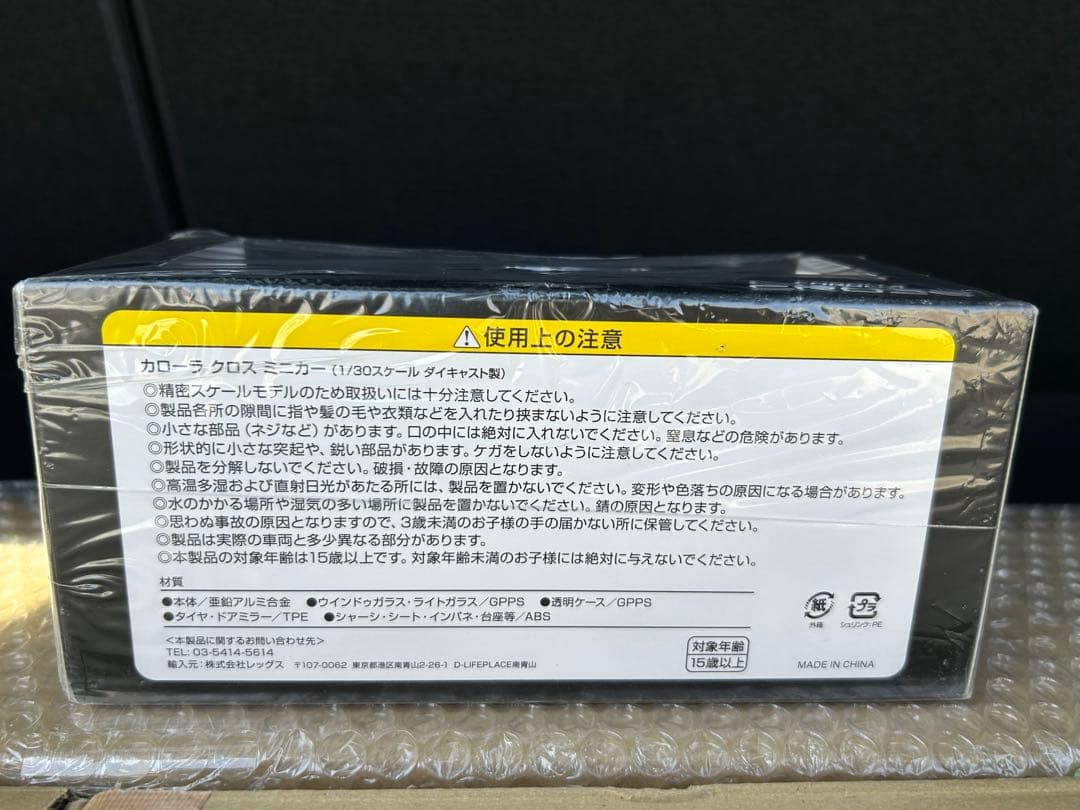 ⚠使用上の注意
カローラ クロス ミニカー（1/30スケール ダイキャスト製）
◎精密スケールモデルのため取扱いには十分注意してください。
◎製品各所の隙間に指や髪の毛や衣類などを入れたり挟まないように注意してください。
◎小さな部品（ネジなど）があります。口の中には絶対に入れないでください。窒息などの危険があります。
◎形状的に小さな突起や、鋭い部品があります。ケガをしないように注意してください。
◎製品を分解しないでください。破損・故障の原因となります。
◎高温多湿および直射日光があたる所には、製品を置かないでください。変形や色落ちの原因になる場合があります。
◎水のかかる場所や湿気の多い場所に製品を置かないでください。錆の原因となります。
◎思わぬ事故の原因となりますので、3歳未満のお子様の手の届かない所に保管してください。
◎製品は実際の車両と多少異なる部分があります。
◎本製品の対象年齢は15歳以上です。対象年齢未満のお子様には絶対に与えないでください。
材質
●本体／亜鉛アルミ合金 ●ウインドゥガラス・ライトガラス／GPPS ●透明ケース／GPPS
●タイヤ・ドアミラー／TPE ●シャーシ・シート・インパネ・台座等／ABS
紙 プラ
外箱 シュリンク:PE
＜本製品に関するお問い合わせ先＞
TEL: 03-5414-5614
輸入元：株式会社レッグス 〒107-0062 東京都港区南青山2-26-1 D-LIFEPLACE南青山
対象年齢
15歳以上
MADE IN CHINA